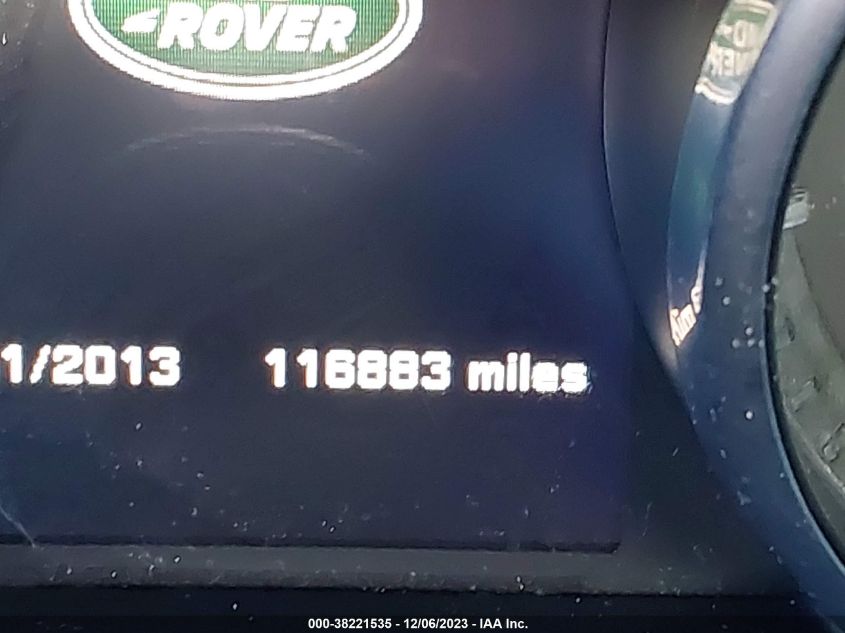 ROVER
1/2013 116883 miles
000-38221535 - 12/06/2023 - IAA Inc.